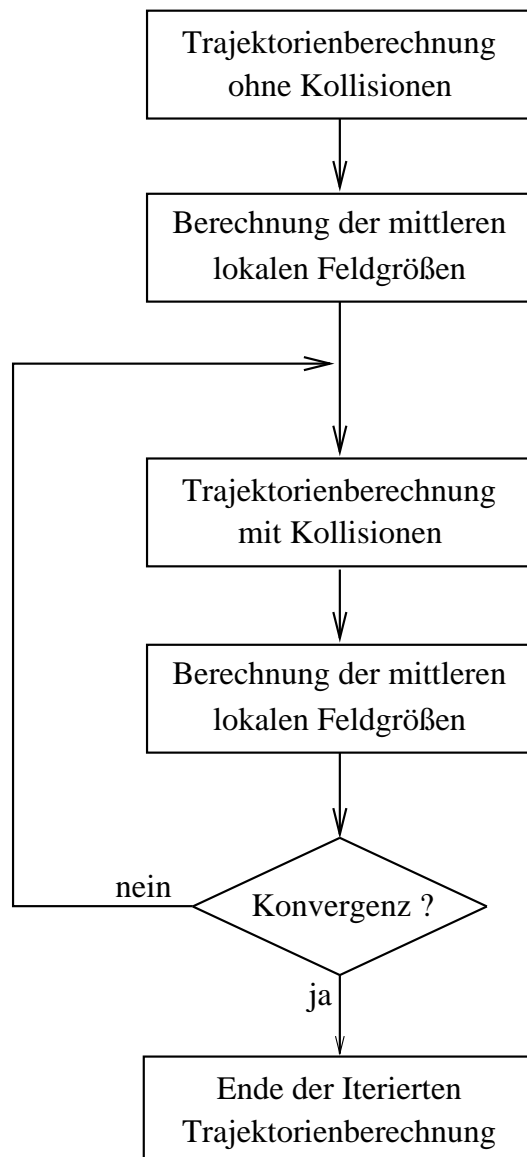 Trajektorienberechnung
ohne Kollisionen
Berechnung der mittleren
lokalen Feldgrößen
Trajektorienberechnung
mit Kollisionen
Berechnung der mittleren
lokalen Feldgrößen
nein
Konvergenz ?
ja
Ende der Iterierten
Trajektorienberechnung